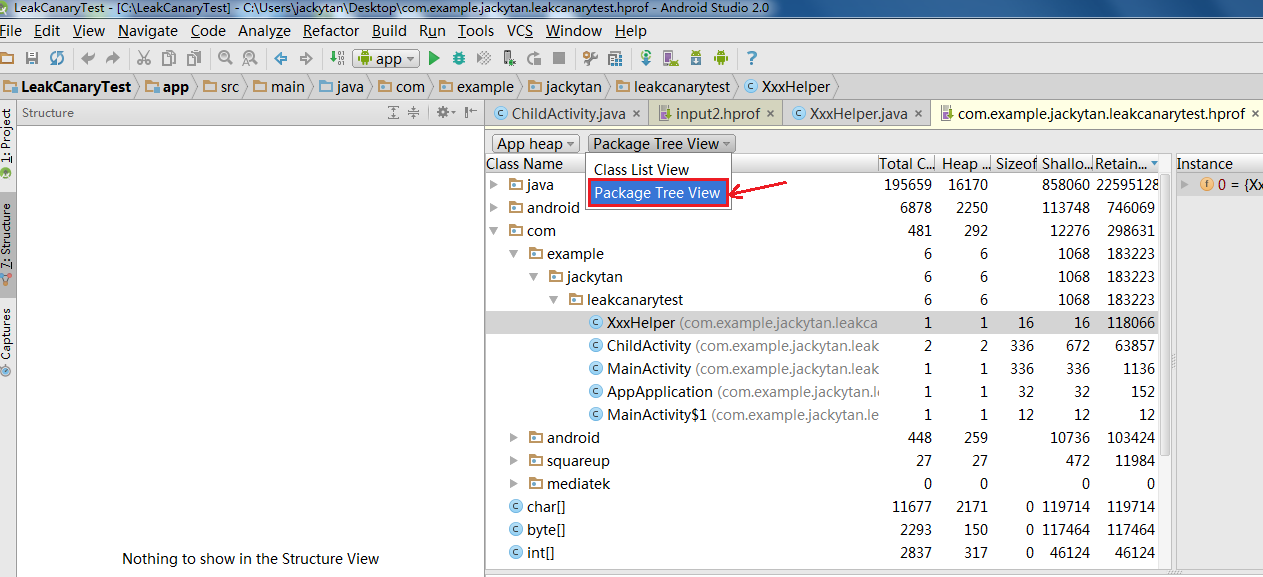 LeakCanaryTest - [C:\LeakCanaryTest] - C:\Users\jackytan\Desktop\com.example.jackytan.leakcanarytest.hprof - Android Studio 2.0
File Edit View Navigate Code Analyze Refactor Build Run Tools VCS Window Help
app
LeakCanaryTest app src main java com example jackytan leakcanarytest XxxHelper
1: Project
7: Structure
Captures
Structure
Nothing to show in the Structure View
ChildActivity.java input2.hprof XxxHelper.java com.example.jackytan.leakcanarytest.hprof
App heap Package Tree View
Class List View
Package Tree View
Class Name Total C... Heap ... Sizeof Shallo... Retain... Instance
java 195659 16170 858060 22595128
0 = {Xx
android 6878 2250 113748 746069
com 481 292 12276 298631
example 6 6 1068 183223
jackytan 6 6 1068 183223
leakcanarytest 6 6 1068 183223
XxxHelper (com.example.jackytan.leakca 1 1 16 16 118066
ChildActivity (com.example.jackytan.leak 2 2 336 672 63857
MainActivity (com.example.jackytan.leak 1 1 336 336 1136
AppApplication (com.example.jackytan.l 1 1 32 32 152
MainActivity$1 (com.example.jackytan.le 1 1 12 12 12
android 448 259 10736 103424
squareup 27 27 472 11984
mediatek 0 0 0 0
char[] 11677 2171 0 119714 119714
byte[] 2293 150 0 117464 117464
int[] 2837 317 0 46124 46124